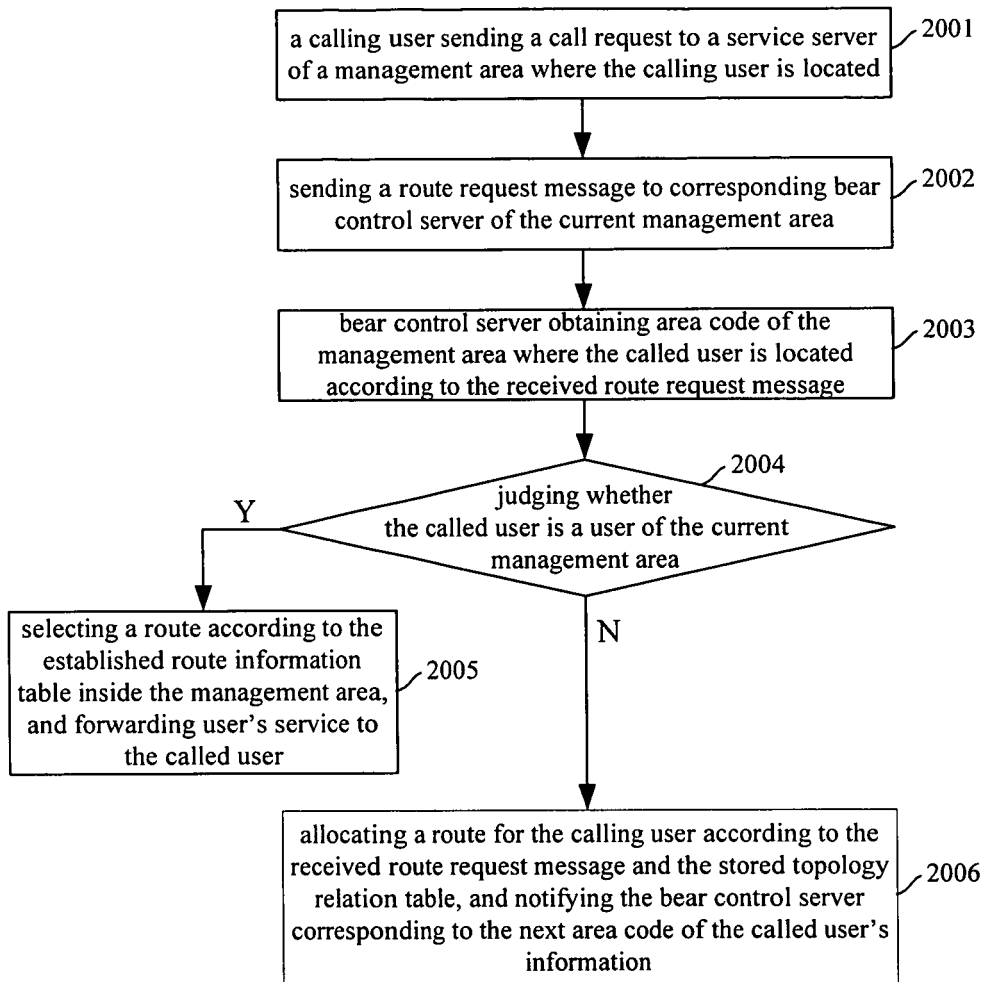 a calling user sending a call request to a service server
of a management area where the calling user is located
2001
sending a route request message to corresponding bear
control server of the current management area
2002
bear control server obtaining area code of the
management area where the called user is located
according to the received route request message
2003
2004
judging whether
the called user is a user of the current
management area
Y
N
selecting a route according to the
established route information
table inside the management area,
and forwarding user's service to
the called user
2005
allocating a route for the calling user according to the
received route request message and the stored topology
relation table, and notifying the bear control server
corresponding to the next area code of the called user's
information
2006